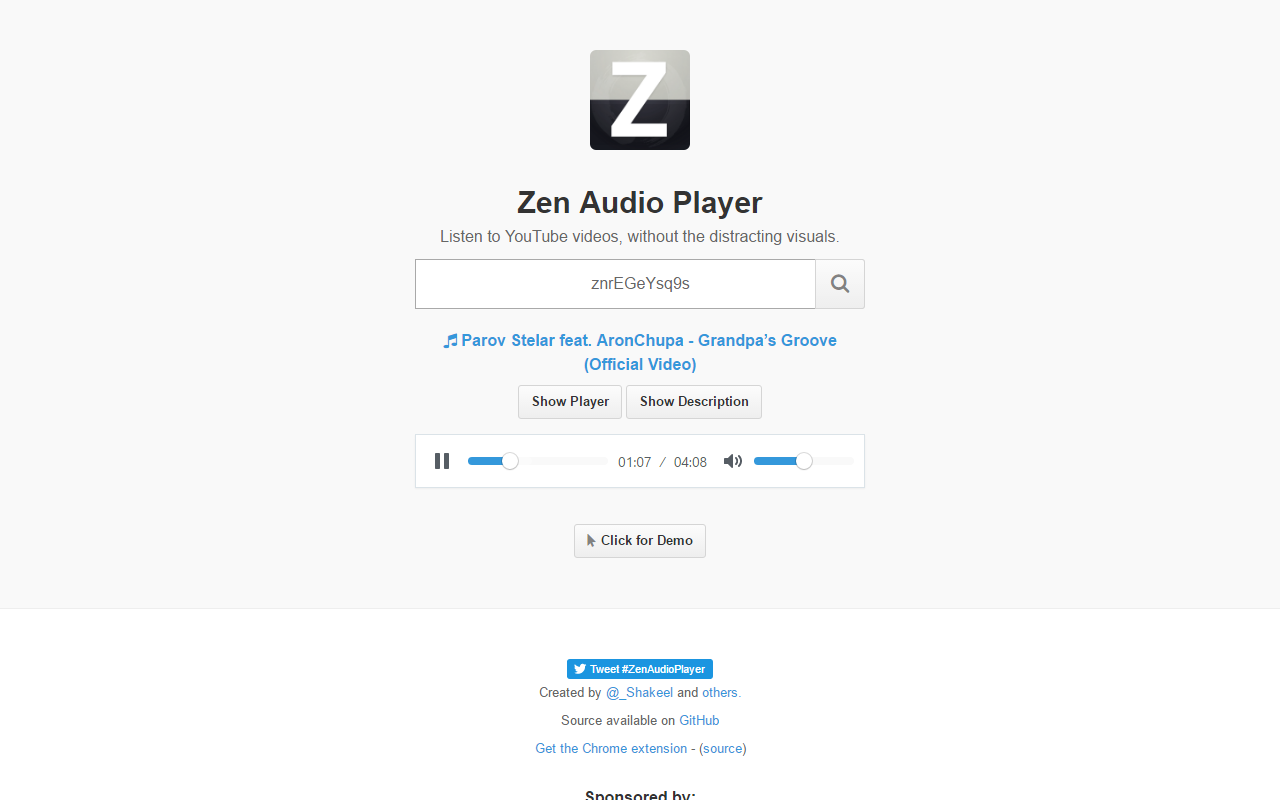 Z
Zen Audio Player
Listen to YouTube videos, without the distracting visuals.
znrEGeYsq9s
Parov Stelar feat. AronChupa - Grandpa’s Groove
(Official Video)
Show Player Show Description
01:07 / 04:08
Click for Demo
Tweet #ZenAudioPlayer
Created by @_Shakeel and others.
Source available on GitHub
Get the Chrome extension - (source)
Sponsored by: